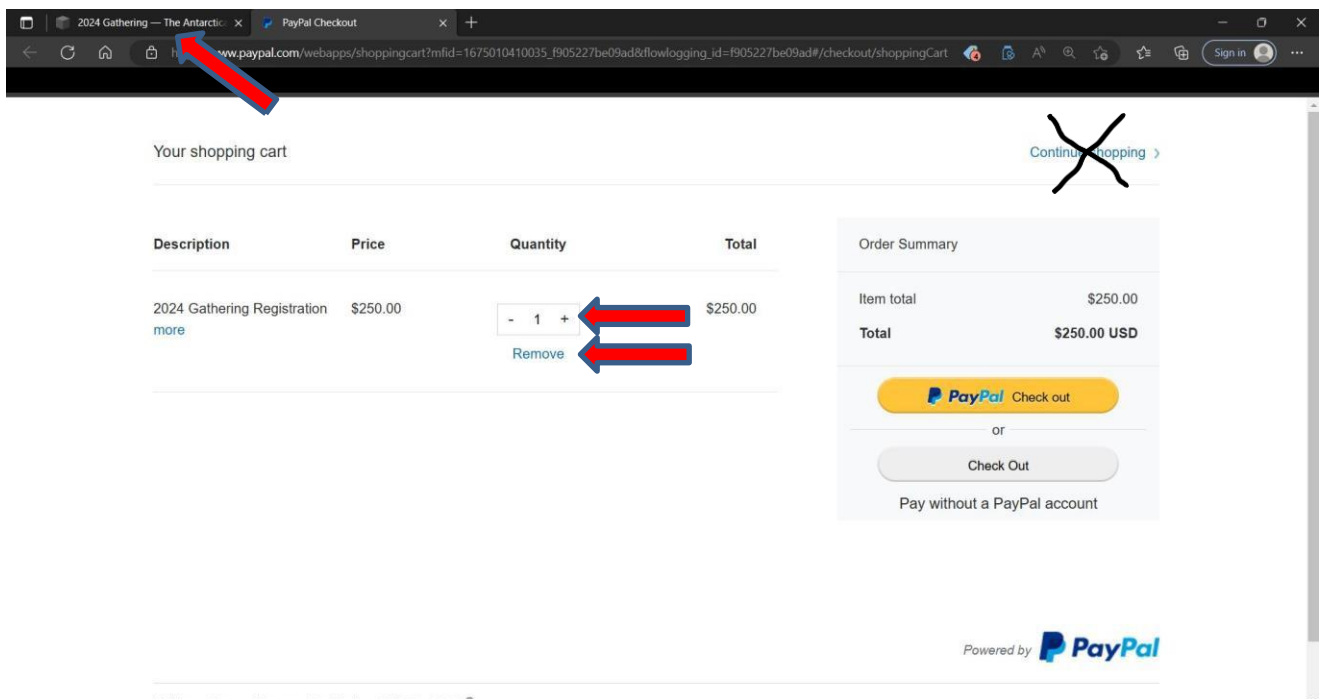 2024 Gathering — The Antarctic
PayPal Checkout
www.paypal.com/webapps/shoppingcart?mfid=1675010410035_f905227be09ad&flowlogging_id=f905227be09ad#/checkout/shoppingCart
Sign in
Your shopping cart
Continue shopping
Description Price Quantity Total
Order Summary
2024 Gathering Registration $250.00 - 1 + $250.00
more
Remove
Item total $250.00
Total $250.00 USD
PayPal Check out
or
Check Out
Pay without a PayPal account
Powered by PayPal